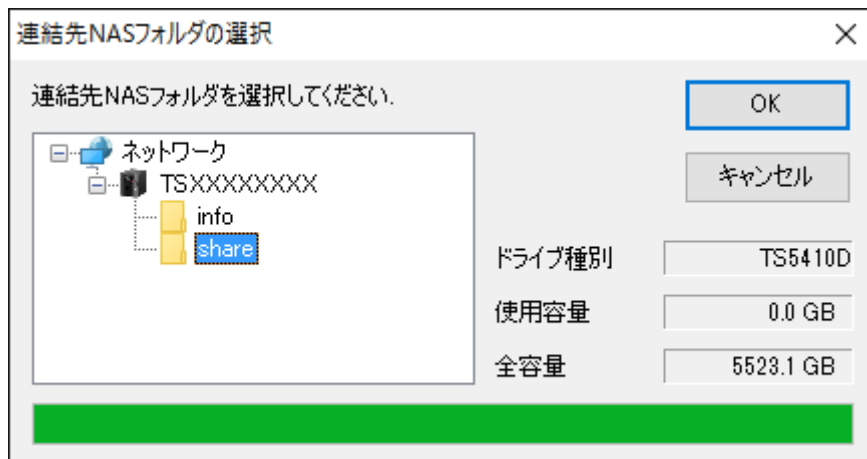 連結先NASフォルダの選択
連結先NASフォルダを選択してください.
OK
キャンセル
ネットワーク
TSXXXXXXXX
info
share
ドライブ種別 TS5410D
使用容量 0.0 GB
全容量 5523.1 GB